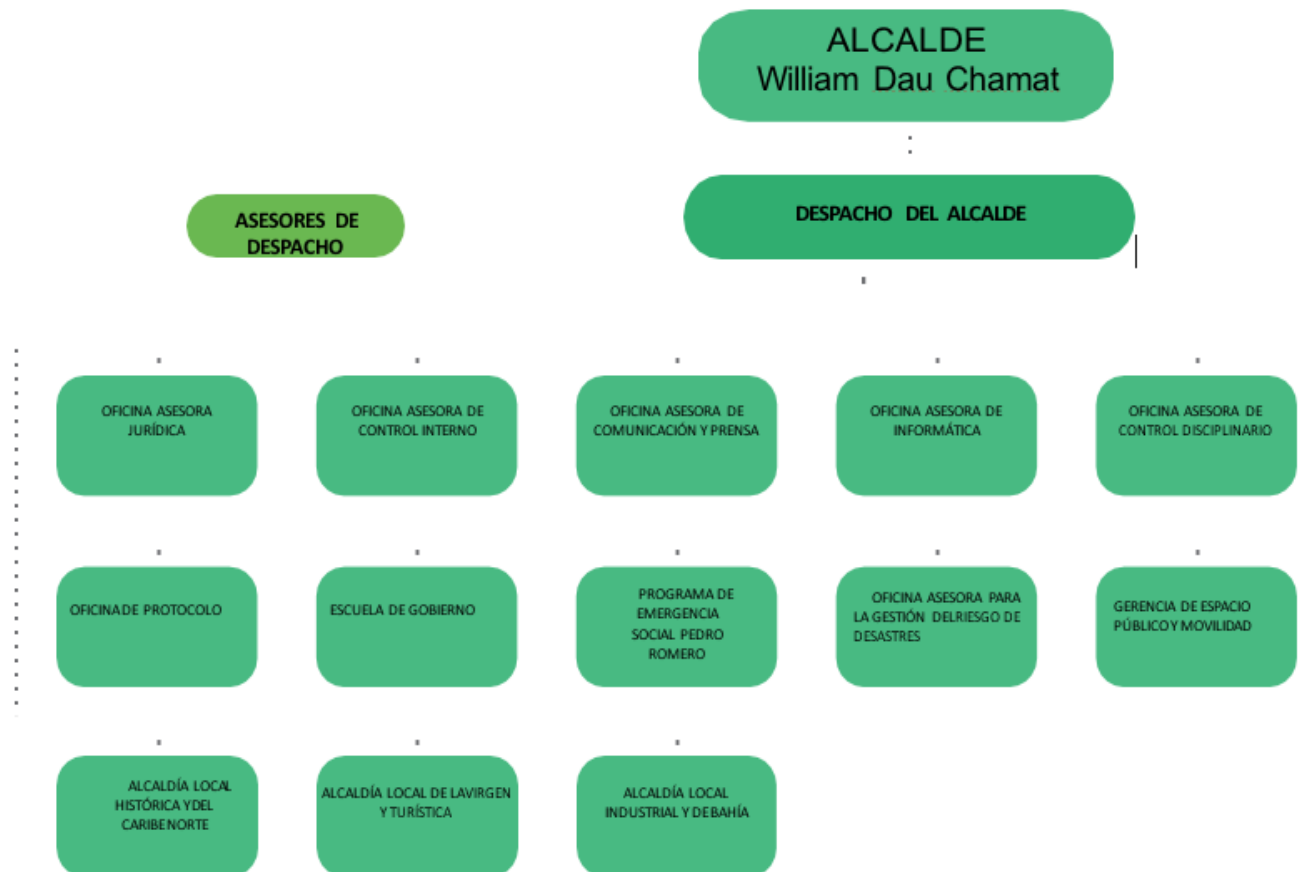 ALCALDE
William Dau Chamat
ASESORES DE
DESPACHO
DESPACHO DEL ALCALDE
OFICINA ASESORA
JURÍDICA
OFICINA ASESORA DE
CONTROL INTERNO
OFICINA ASESORA DE
COMUNICACIÓN Y PRENSA
OFICINA ASESORA DE
INFORMÁTICA
OFICINA ASESORA DE
CONTROL DISCIPLINARIO
OFICINA DE PROTOCOLO
ESCUELA DE GOBIERNO
PROGRAMA DE
EMERGENCIA
SOCIAL PEDRO
ROMERO
OFICINA ASESORA PARA
LA GESTIÓN DELRIESGO DE
DESASTRES
GERENCIA DE ESPACIO
PÚBLICO Y MOVILIDAD
ALCALDÍA LOCAL
HISTÓRICA YDEL
CARIBENORTE
ALCALDÍA LOCAL DE LAVIRGEN
Y TURÍSTICA
ALCALDÍA LOCAL
INDUSTRIAL Y DEBAHÍA